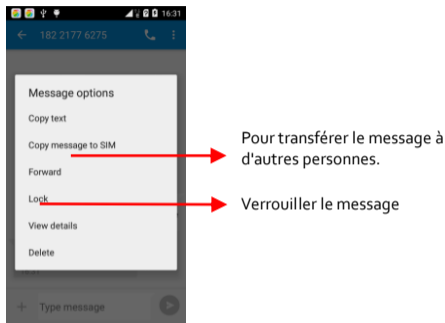 16:31
182 2177 6275
Message options
Copy text
Copy message to SIM
Forward
Lock
View details
Delete
Type message
Pour transférer le message à
d'autres personnes.
Verrouiller le message